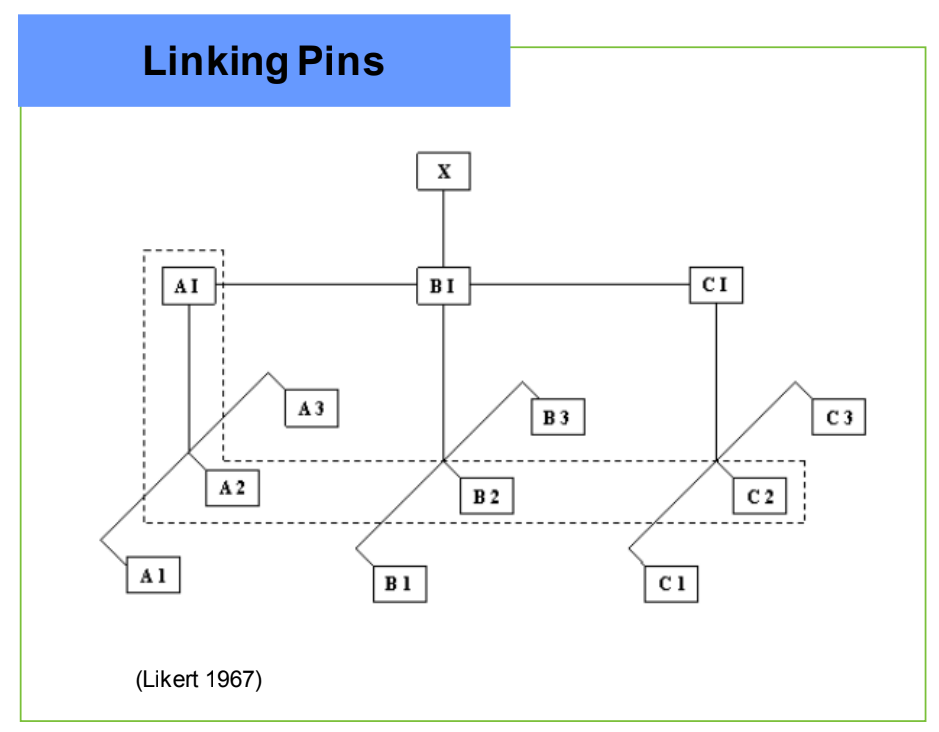 Linking Pins
X
A I
B I
C I
A 3
B 3
C 3
A 2
B 2
C 2
A 1
B 1
C 1
(Likert 1967)